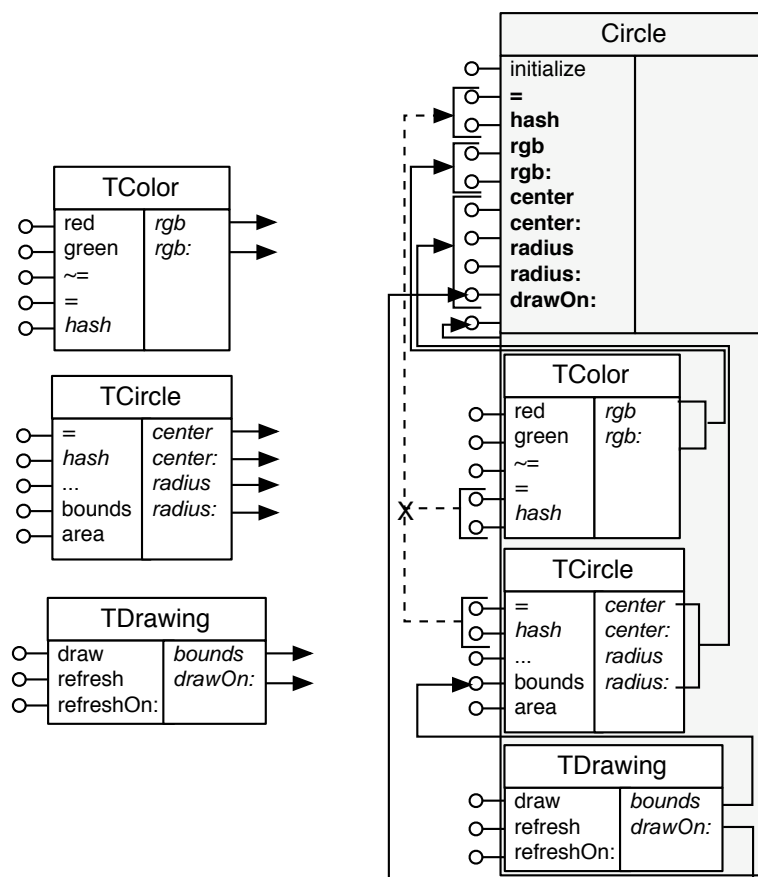 TColor
red rgb
green rgb:
~=
=
hash
TCircle
= center
hash center:
... radius
bounds radius:
area
TDrawing
draw bounds
refresh drawOn:
refreshOn:
Circle
initialize
=
hash
rgb
rgb:
center
center:
radius
radius:
drawOn:
TColor
red rgb
green rgb:
~=
=
hash
X
TCircle
= center
hash center:
... radius
bounds radius:
area
TDrawing
draw bounds
refresh drawOn:
refreshOn: